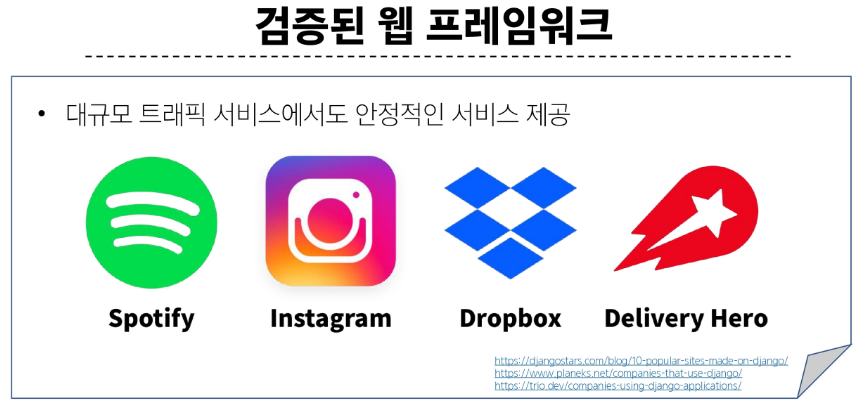 검증된 웹 프레임워크
• 대규모 트래픽 서비스에서도 안정적인 서비스 제공
Spotify Instagram Dropbox Delivery Hero
https://djangostars.com/blog/10-popular-sites-made-on-django/
https://www.planeks.net/companies-that-use-django/
https://trio.dev/companies-using-django-applications/